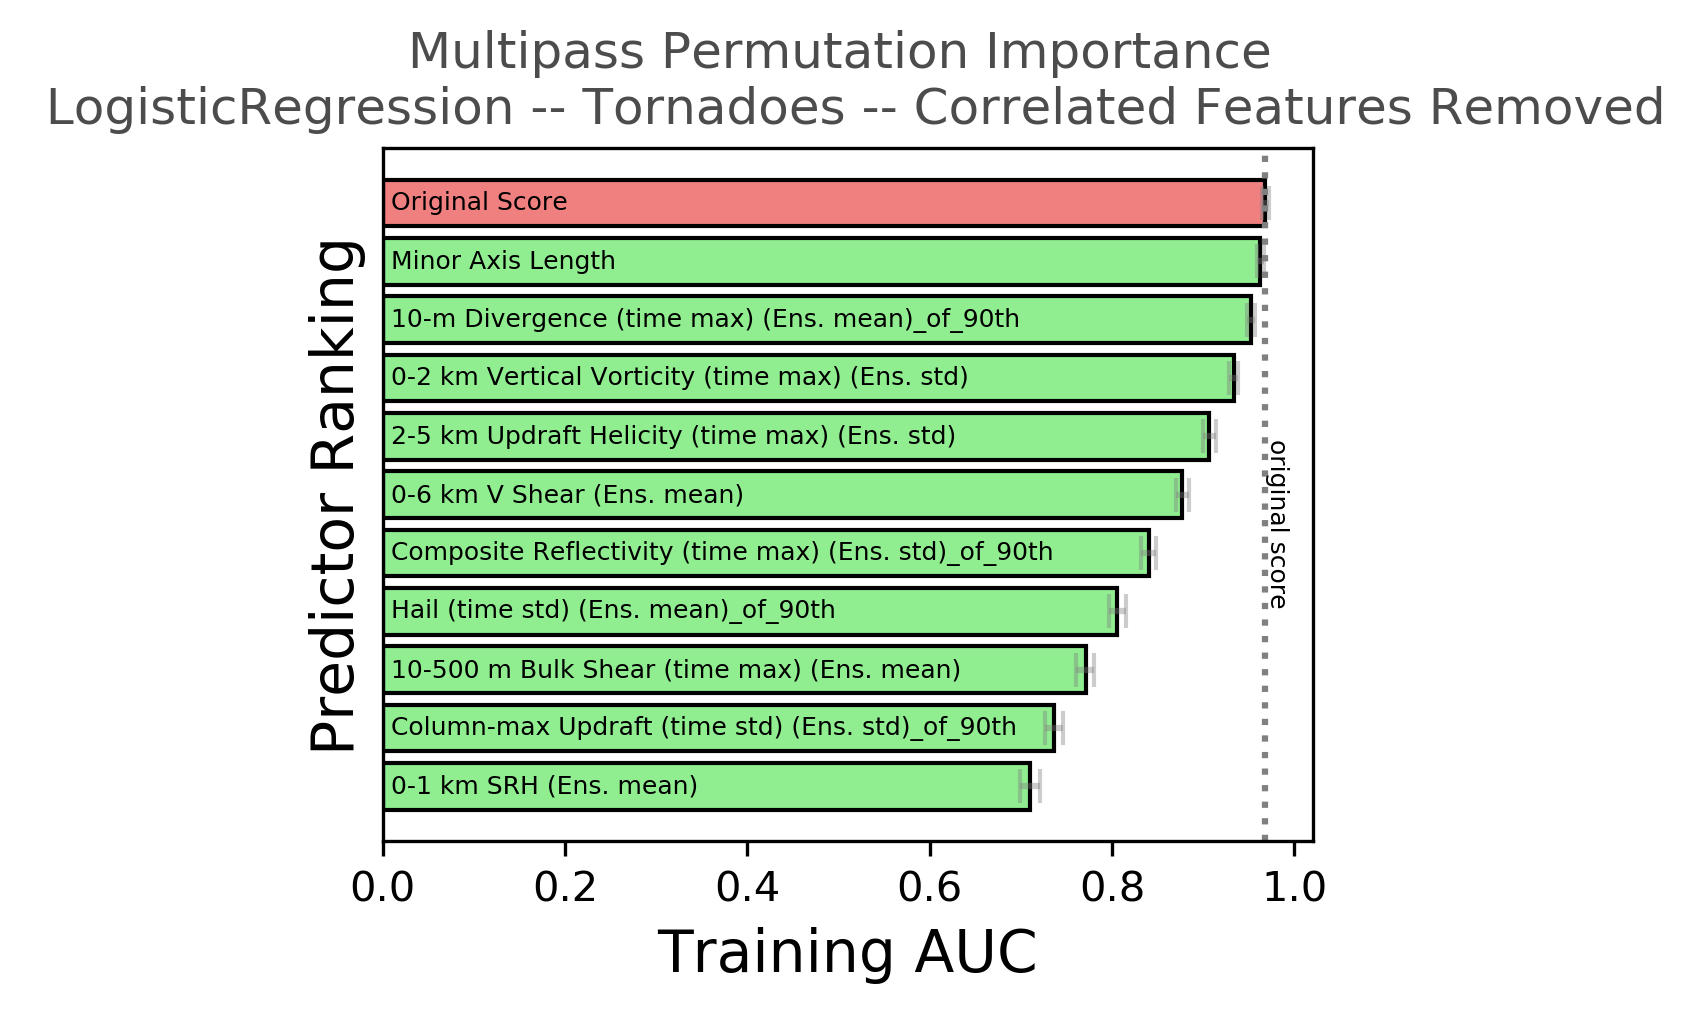 Multipass Permutation Importance
LogisticRegression -- Tornadoes -- Correlated Features Removed
Predictor Ranking
Original Score
Minor Axis Length
10-m Divergence (time max) (Ens. mean)_of_90th
0-2 km Vertical Vorticity (time max) (Ens. std)
2-5 km Updraft Helicity (time max) (Ens. std)
0-6 km V Shear (Ens. mean)
Composite Reflectivity (time max) (Ens. std)_of_90th
Hail (time std) (Ens. mean)_of_90th
10-500 m Bulk Shear (time max) (Ens. mean)
Column-max Updraft (time std) (Ens. std)_of_90th
0-1 km SRH (Ens. mean)
original score
0.0 0.2 0.4 0.6 0.8 1.0
Training AUC